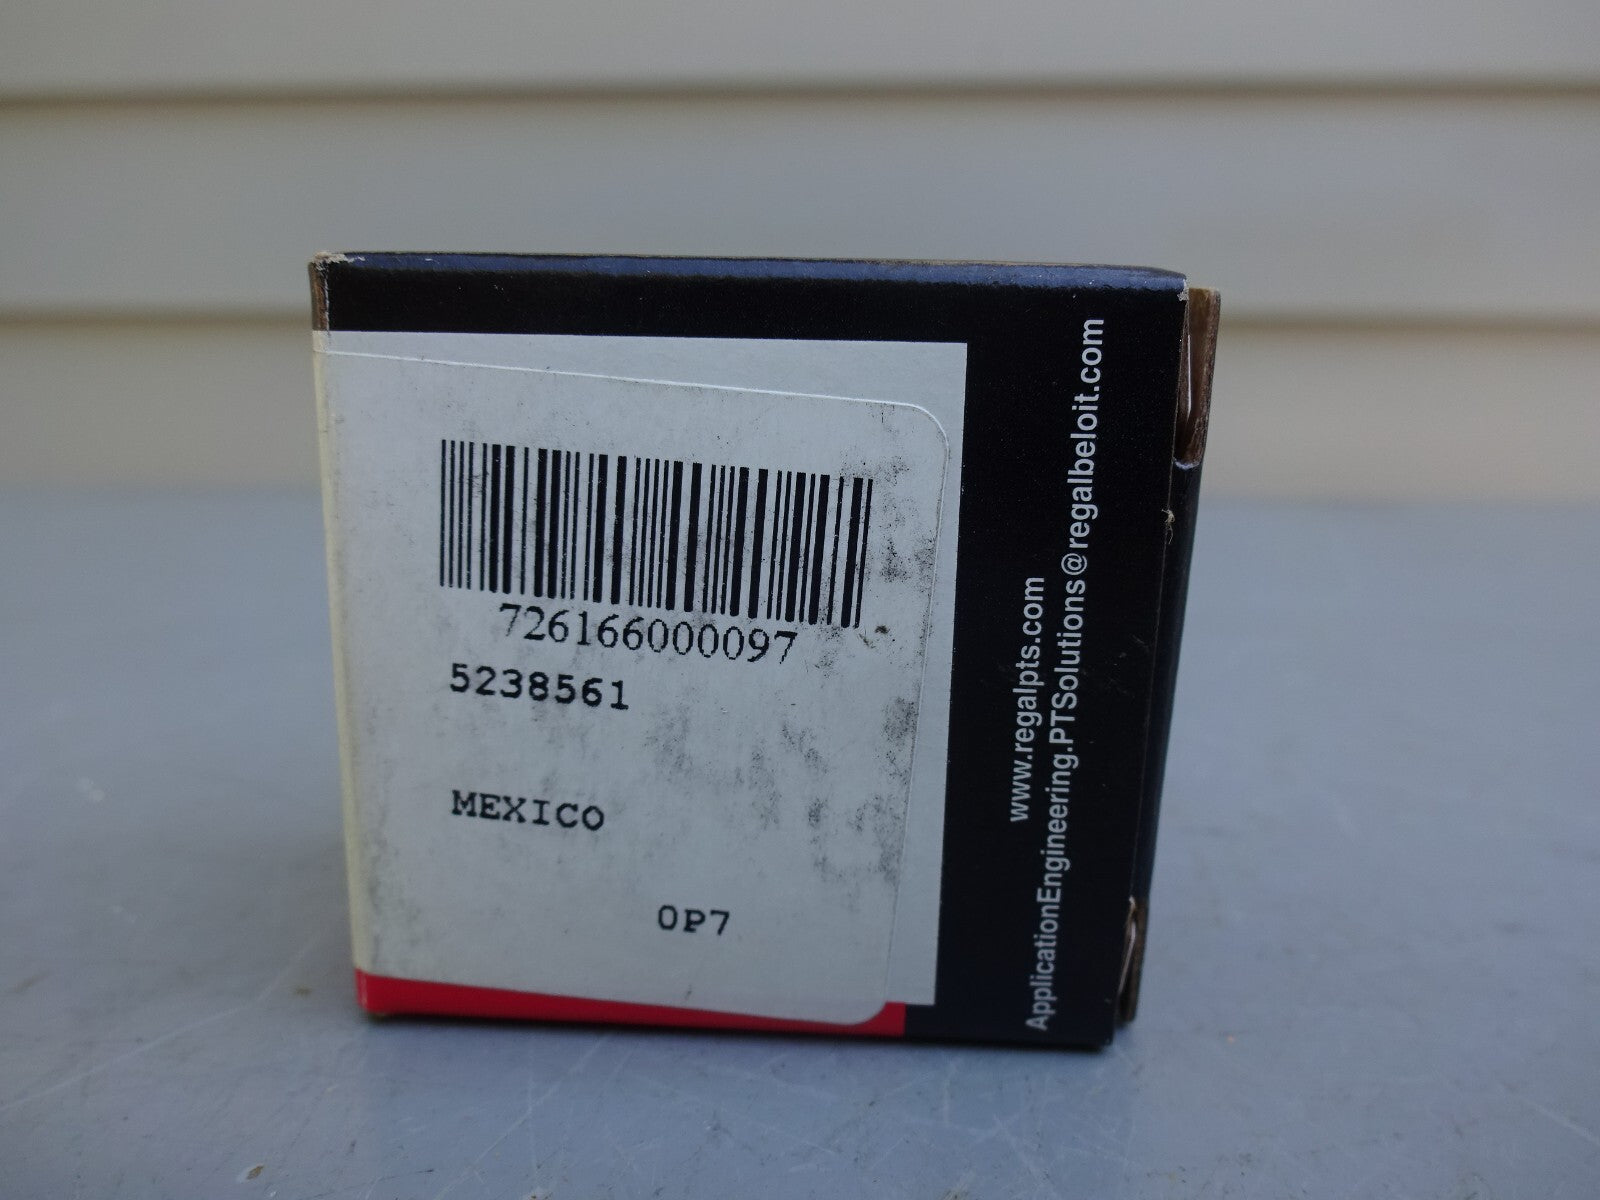 726166000097
5238561
MEXICO
0P7
www.regalpts.com
ApplicationEngineering.PTSolutions@regalbeloit.com